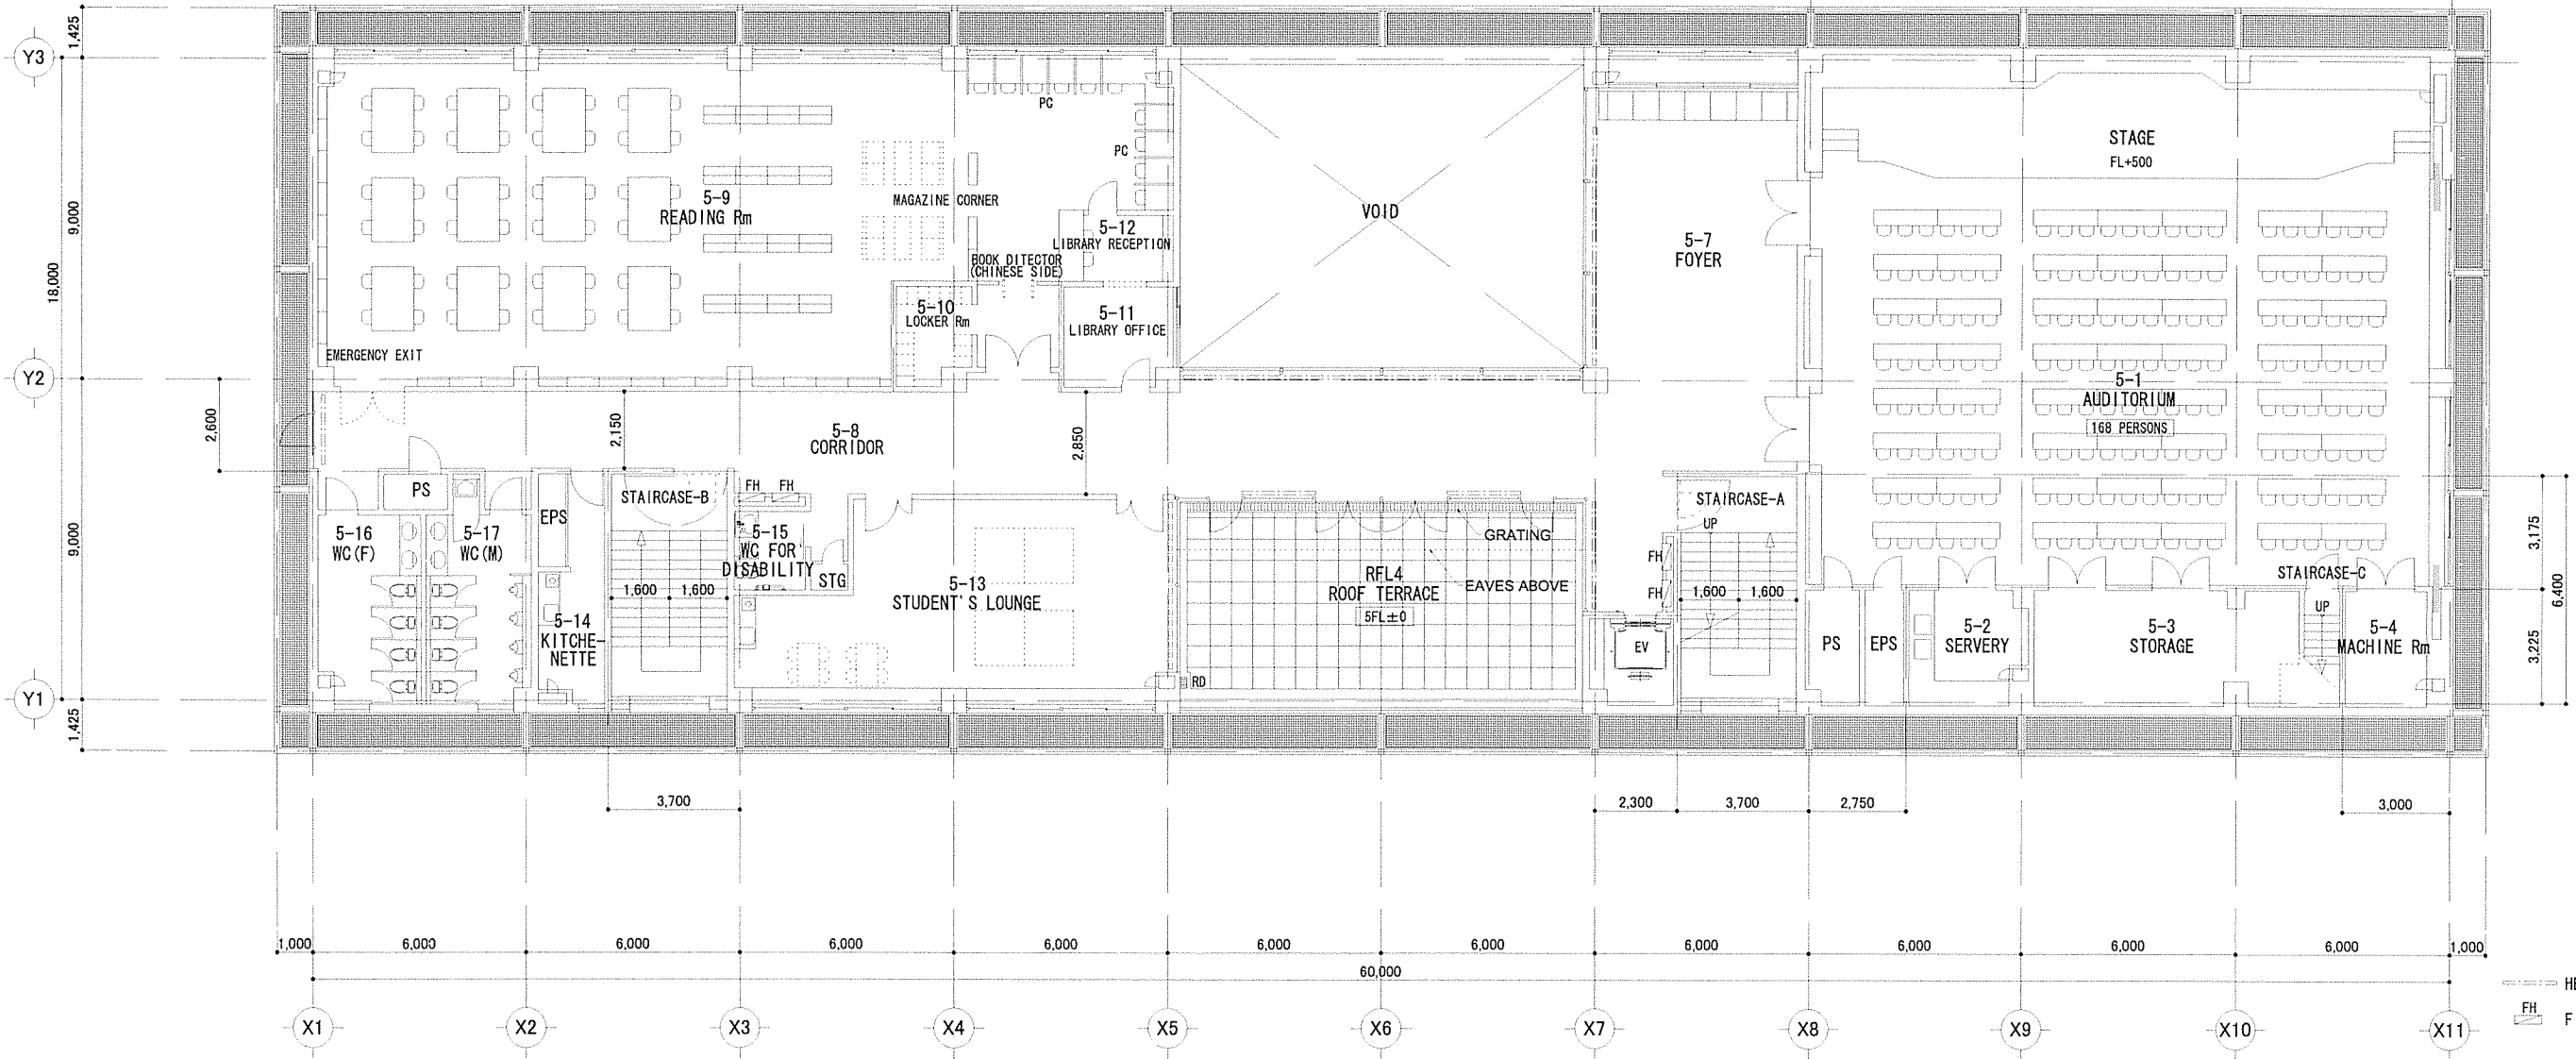 1,425
Y3
PC
STAGE
FL+500
PC
9,000
5-9
READING Rm
MAGAZINE CORNER
VOID
5-12
LIBRARY RECEPTION
5-7
FOYER
BOOK DITECTOR
(CHINESE SIDE)
18,000
5-10
LOCKER Rm
5-11
LIBRARY OFFICE
EMERGENCY EXIT
Y2
5-1
AUDITORIUM
168 PERSONS
2,600
2,150
5-8
CORRIDOR
2,850
PS
STAIRCASE-B
FH
FH
STAIRCASE-A
UP
EPS
5-16
WC(F)
5-17
WC(M)
5-15
WC FOR
DISABILITY
STG
GRATING
EAVES ABOVE
FH
FH
3,175
9,000
1,600
1,600
5-13
STUDENT'S LOUNGE
RFL4
ROOF TERRACE
5FL±0
1,600
1,600
STAIRCASE-C
UP
6,400
5-14
KITCHE-
NETTE
EV
PS
EPS
5-2
SERVERY
5-3
STORAGE
5-4
MACHINE Rm
3,225
RD
Y1
1,425
3,700
2,300
3,700
2,750
3,000
1,000
6,000
6,000
6,000
6,000
6,000
6,000
6,000
6,000
6,000
6,000
1,000
60,000
HE
FH
F
X1
X2
X3
X4
X5
X6
X7
X8
X9
X10
X11